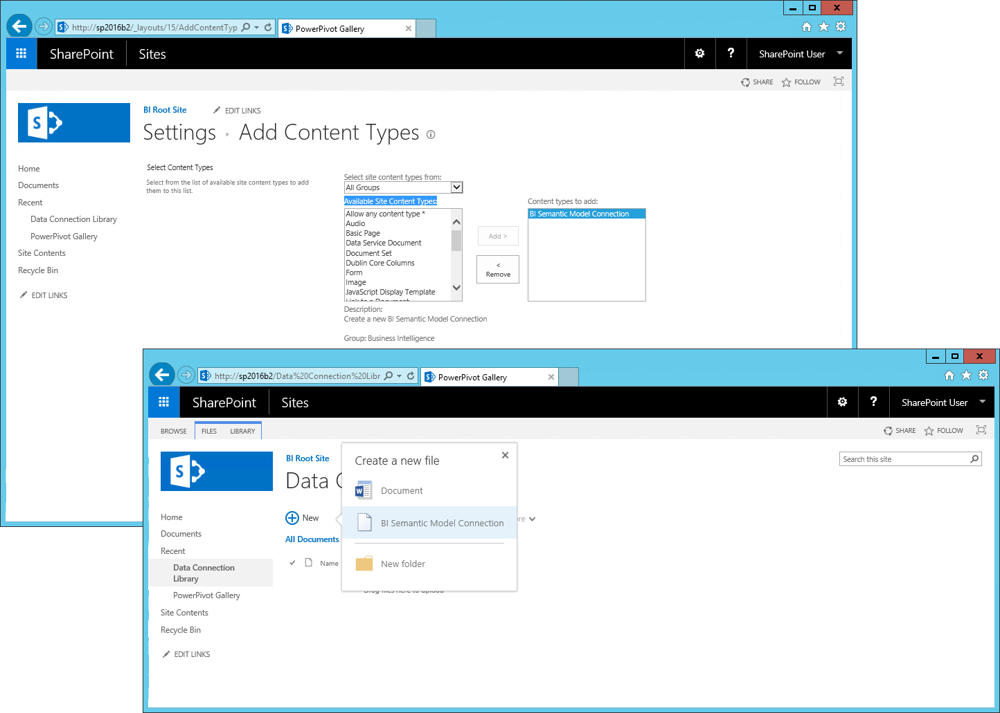 http://sp2016b2/_layouts/15/AddContentTyp
PowerPivot Gallery
SharePoint
Sites
?
SharePoint User
SHARE
FOLLOW
BI Root Site
EDIT LINKS
Settings
Add Content Types
Home
Documents
Recent
Data Connection Library
PowerPivot Gallery
Site Contents
Recycle Bin
EDIT LINKS
Select Content Types
Select from the list of available site content types to add
them to this list.
Select site content types from:
All Groups
Available Site Content Types:
Allow any content type *
Audio
Basic Page
Data Service Document
Document Set
Dublin Core Columns
Form
Image
JavaScript Display Template
Link to a Document
Add >
<
Remove
Content types to add:
BI Semantic Model Connection
Description:
Create a new BI Semantic Model Connection
Group: Business Intelligence
http://sp2016b2/Data%20Connection%20Libr
PowerPivot Gallery
SharePoint
Sites
?
SharePoint User
BROWSE
FILES
LIBRARY
SHARE
FOLLOW
BI Root Site
Search this site
Data C
New
All Documents
Name
Create a new file
Document
BI Semantic Model Connection
New folder
Drag files here to upload
Home
Documents
Recent
Data Connection
Library
PowerPivot Gallery
Site Contents
Recycle Bin
EDIT LINKS